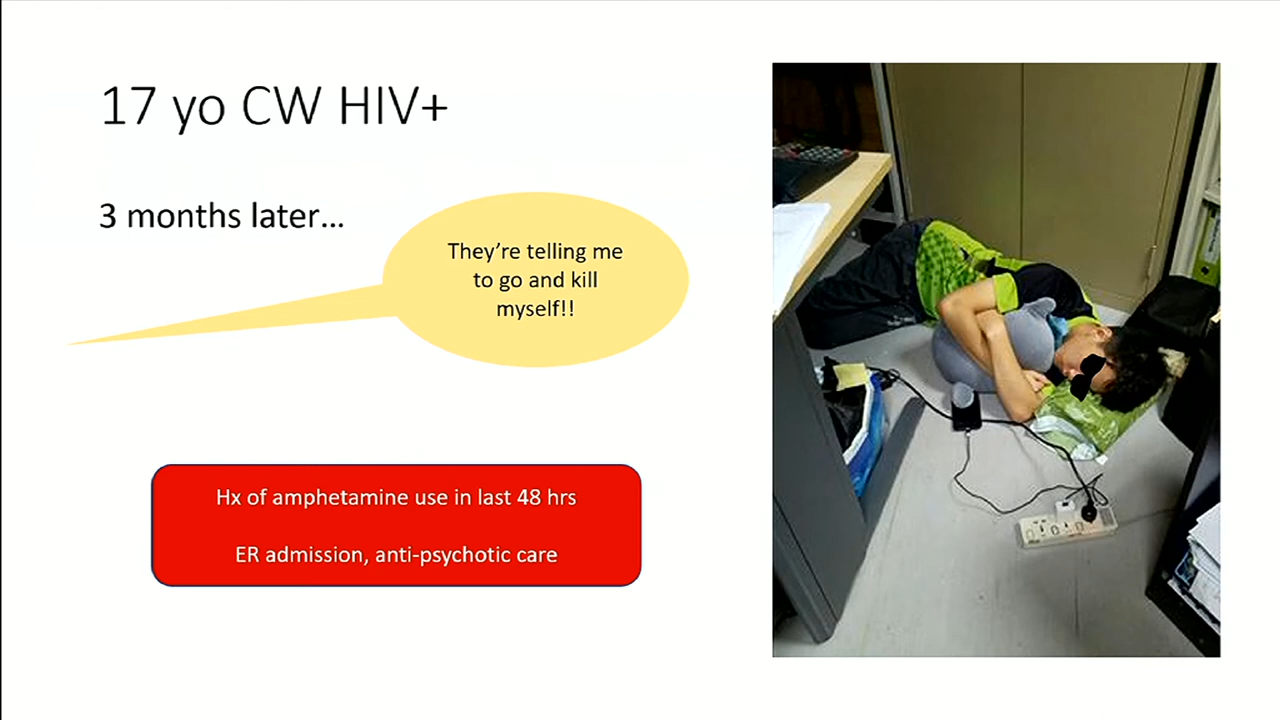 17 yo CW HIV+
3 months later...
They're telling me
to go and kill
myself!!
Hx of amphetamine use in last 48 hrs
ER admission, anti-psychotic care